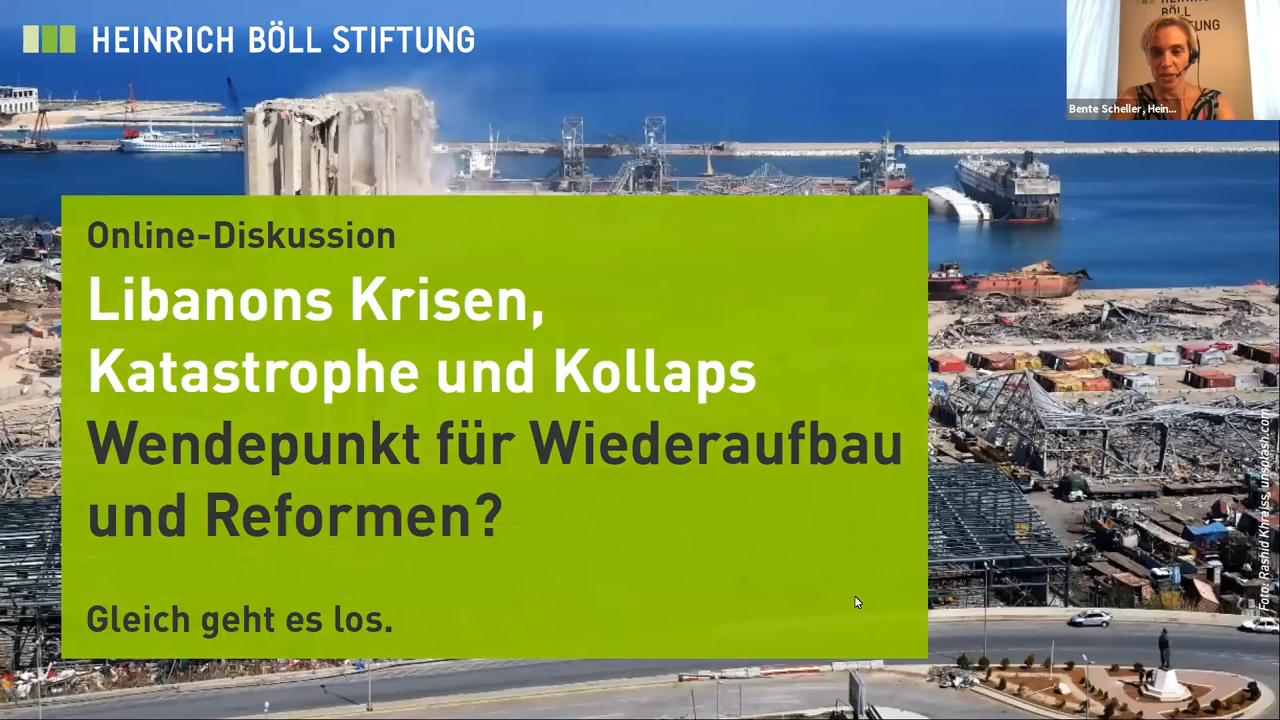 HEINRICH BÖLL STIFTUNG
BÖLL
Bente Scheller, Hein...
Online-Diskussion
Libanons Krisen,
Katastrophe und Kollaps
Wendepunkt für Wiederaufbau
und Reformen?
Gleich geht es los.
Foto: Rashid Khreiss, unsplash.com